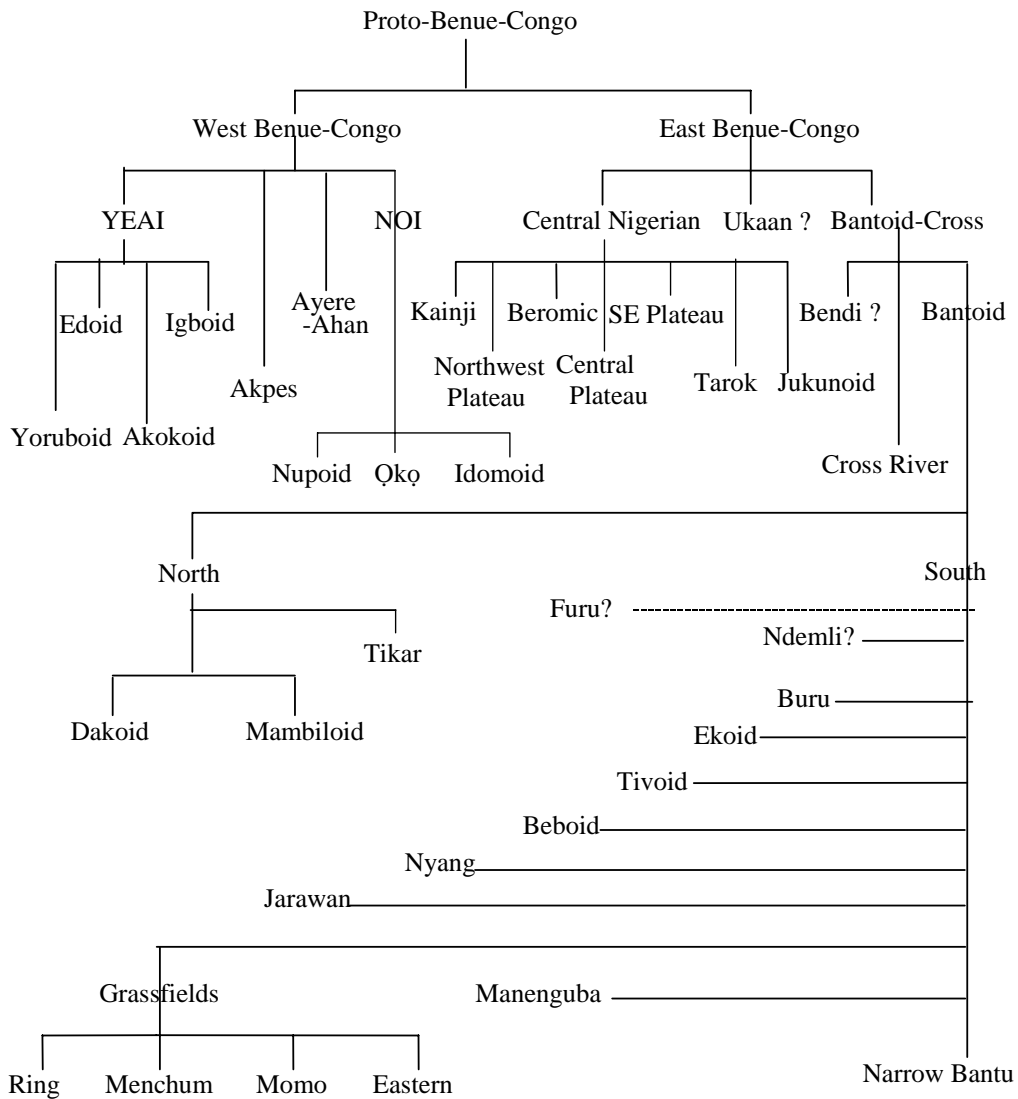 Proto-Benue-Congo
West Benue-Congo
East Benue-Congo
YEAI
NOI
Central Nigerian
Ukaan ?
Bantoid-Cross
Edoid
Igboid
Ayere
-Ahan
Kainji
Beromic
SE Plateau
Bendi ?
Bantoid
Akpes
Northwest
Plateau
Central
Plateau
Tarok
Jukunoid
Yoruboid
Akokoid
Nupoid
Ọkọ
Idomoid
Cross River
North
South
Furu?
Ndemli?
Tikar
Buru
Dakoid
Mambiloid
Ekoid
Tivoid
Beboid
Nyang
Jarawan
Grassfields
Manenguba
Ring
Menchum
Momo
Eastern
Narrow Bantu